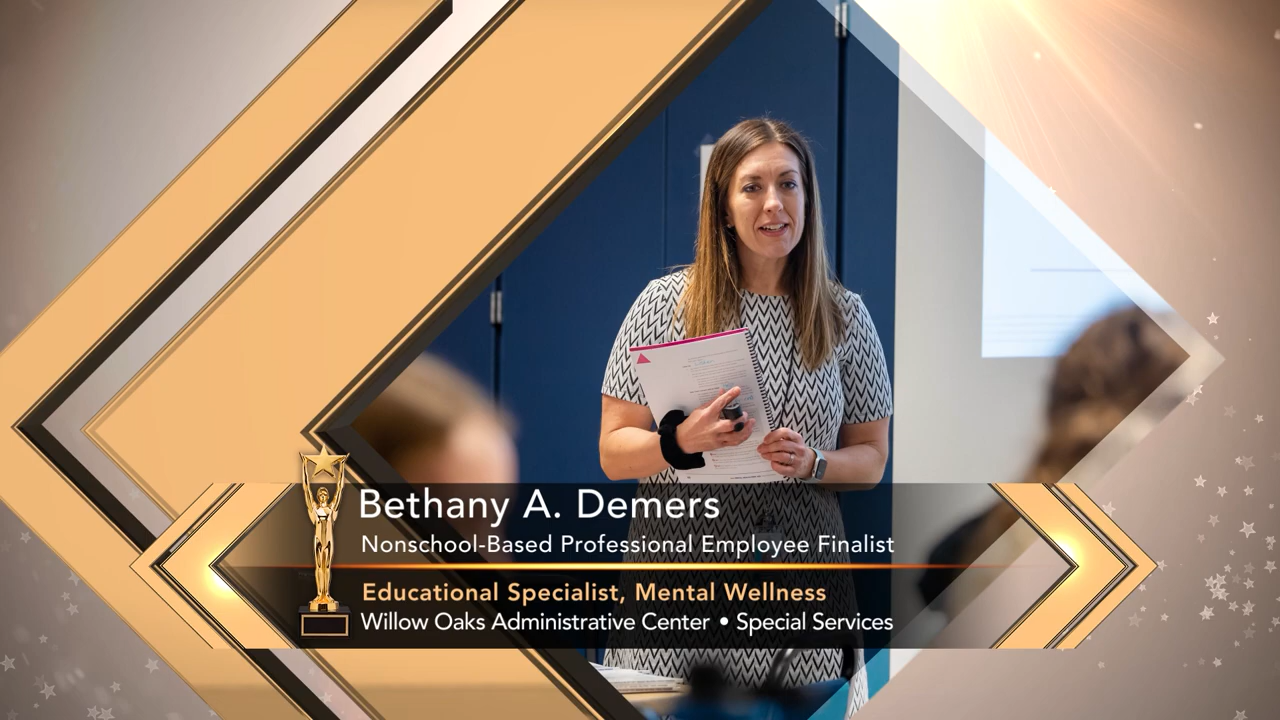 Bethany A. Demers
Nonschool-Based Professional Employee Finalist
Educational Specialist, Mental Wellness
Willow Oaks Administrative Center • Special Services